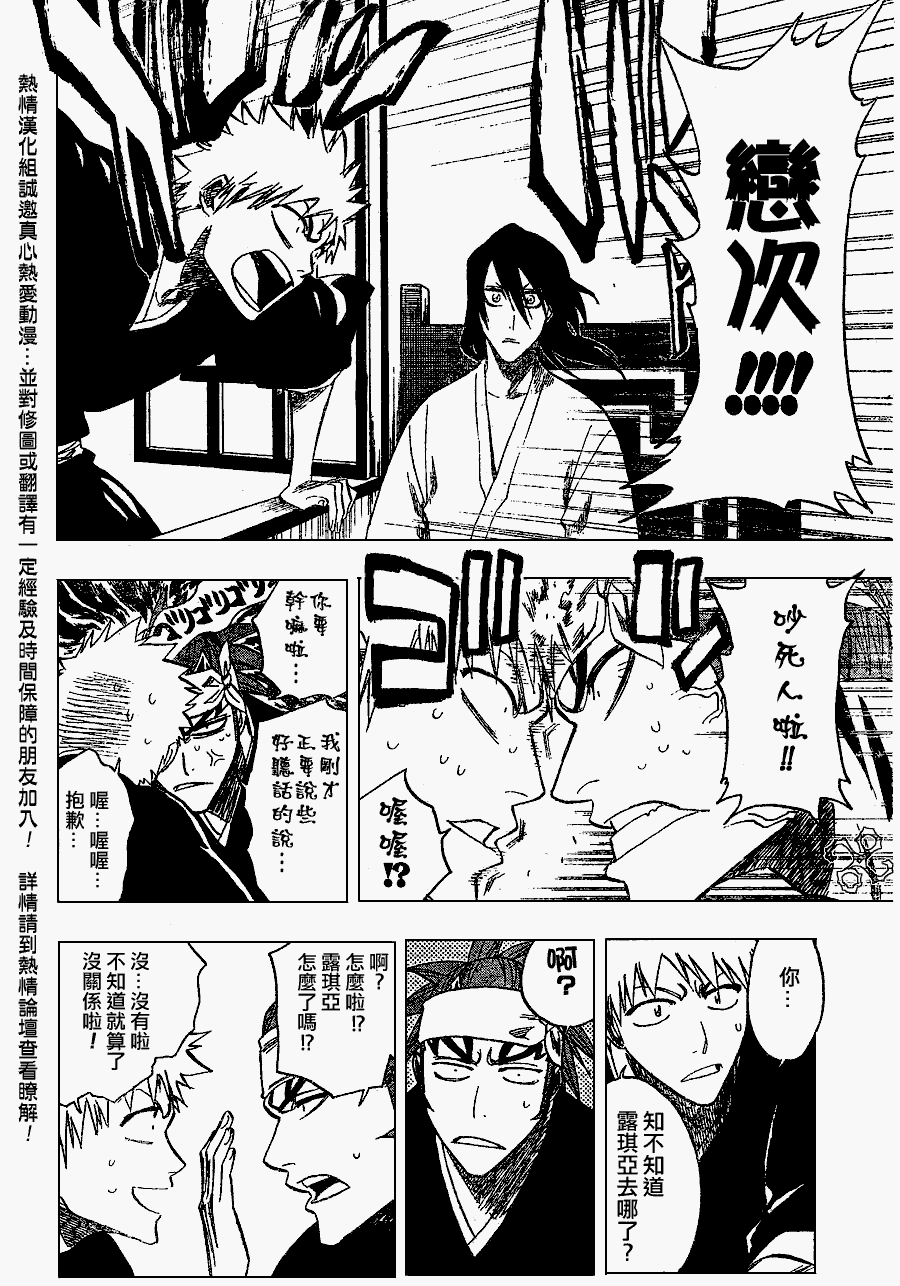 戀次!!!!
吵死人啦!!
喔喔!?
你要
幹嘛啦…
我剛才
正要說些
好聽話的說…
ゴリゴリゴリ
喔…喔喔…
抱歉…
你…
知不知道
露琪亞去哪了？
啊？
啊？
怎麼啦!?
露琪亞
怎麼了嗎!?
沒…沒有啦
不知道就算了
沒關係啦！
熱情漢化組誠邀真心熱愛動漫…並對修圖或翻譯有一定經驗及時間保障的朋友加入！　詳情請到熱情論壇查看瞭解！